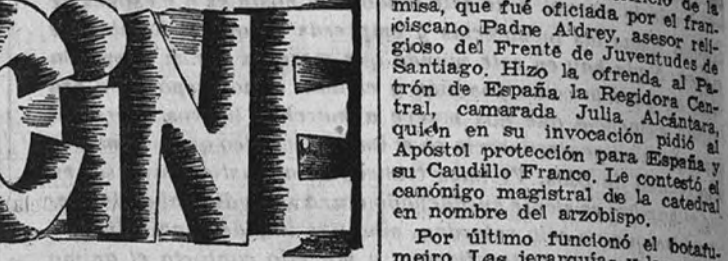 CINE
misa, que fué oficiada por el fran-
ciscano Padre Aldrey, asesor reli-
gioso del Frente de Juventudes de
Santiago. Hizo la ofrenda al Pa-
trón de España la Regidora Cen-
tral, camarada Julia Alcántara,
quién en su invocación pidió al
Apóstol protección para España y
su Caudillo Franco. Le contestó el
canónigo magistral de la catedral
en nombre del arzobispo.
Por último funcionó el botafu-
meiro. Las jerarquías